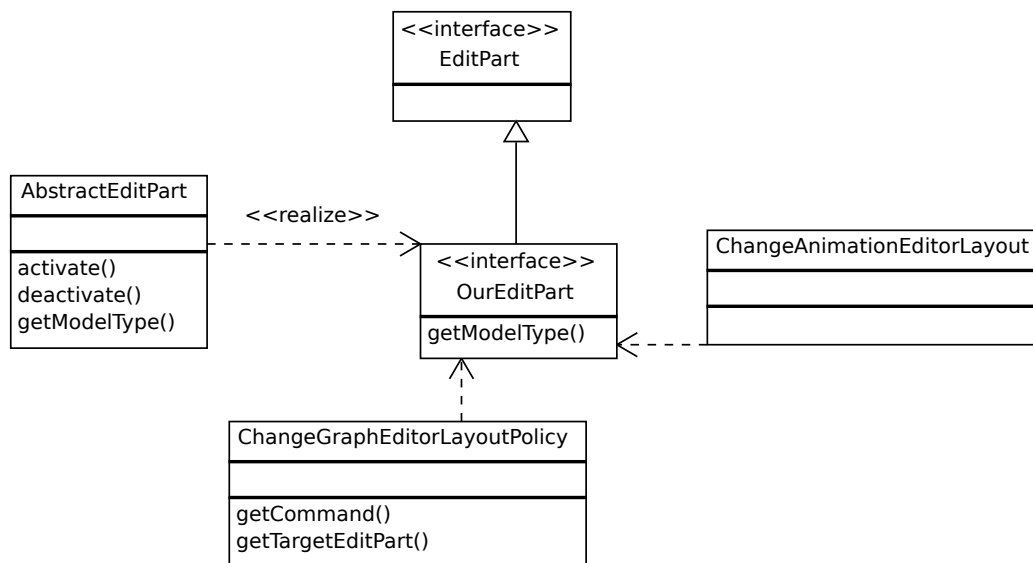 <<interface>>
EditPart
AbstractEditPart
activate()
deactivate()
getModelType()
<<realize>>
<<interface>>
OurEditPart
getModelType()
ChangeAnimationEditorLayout
ChangeGraphEditorLayoutPolicy
getCommand()
getTargetEditPart()